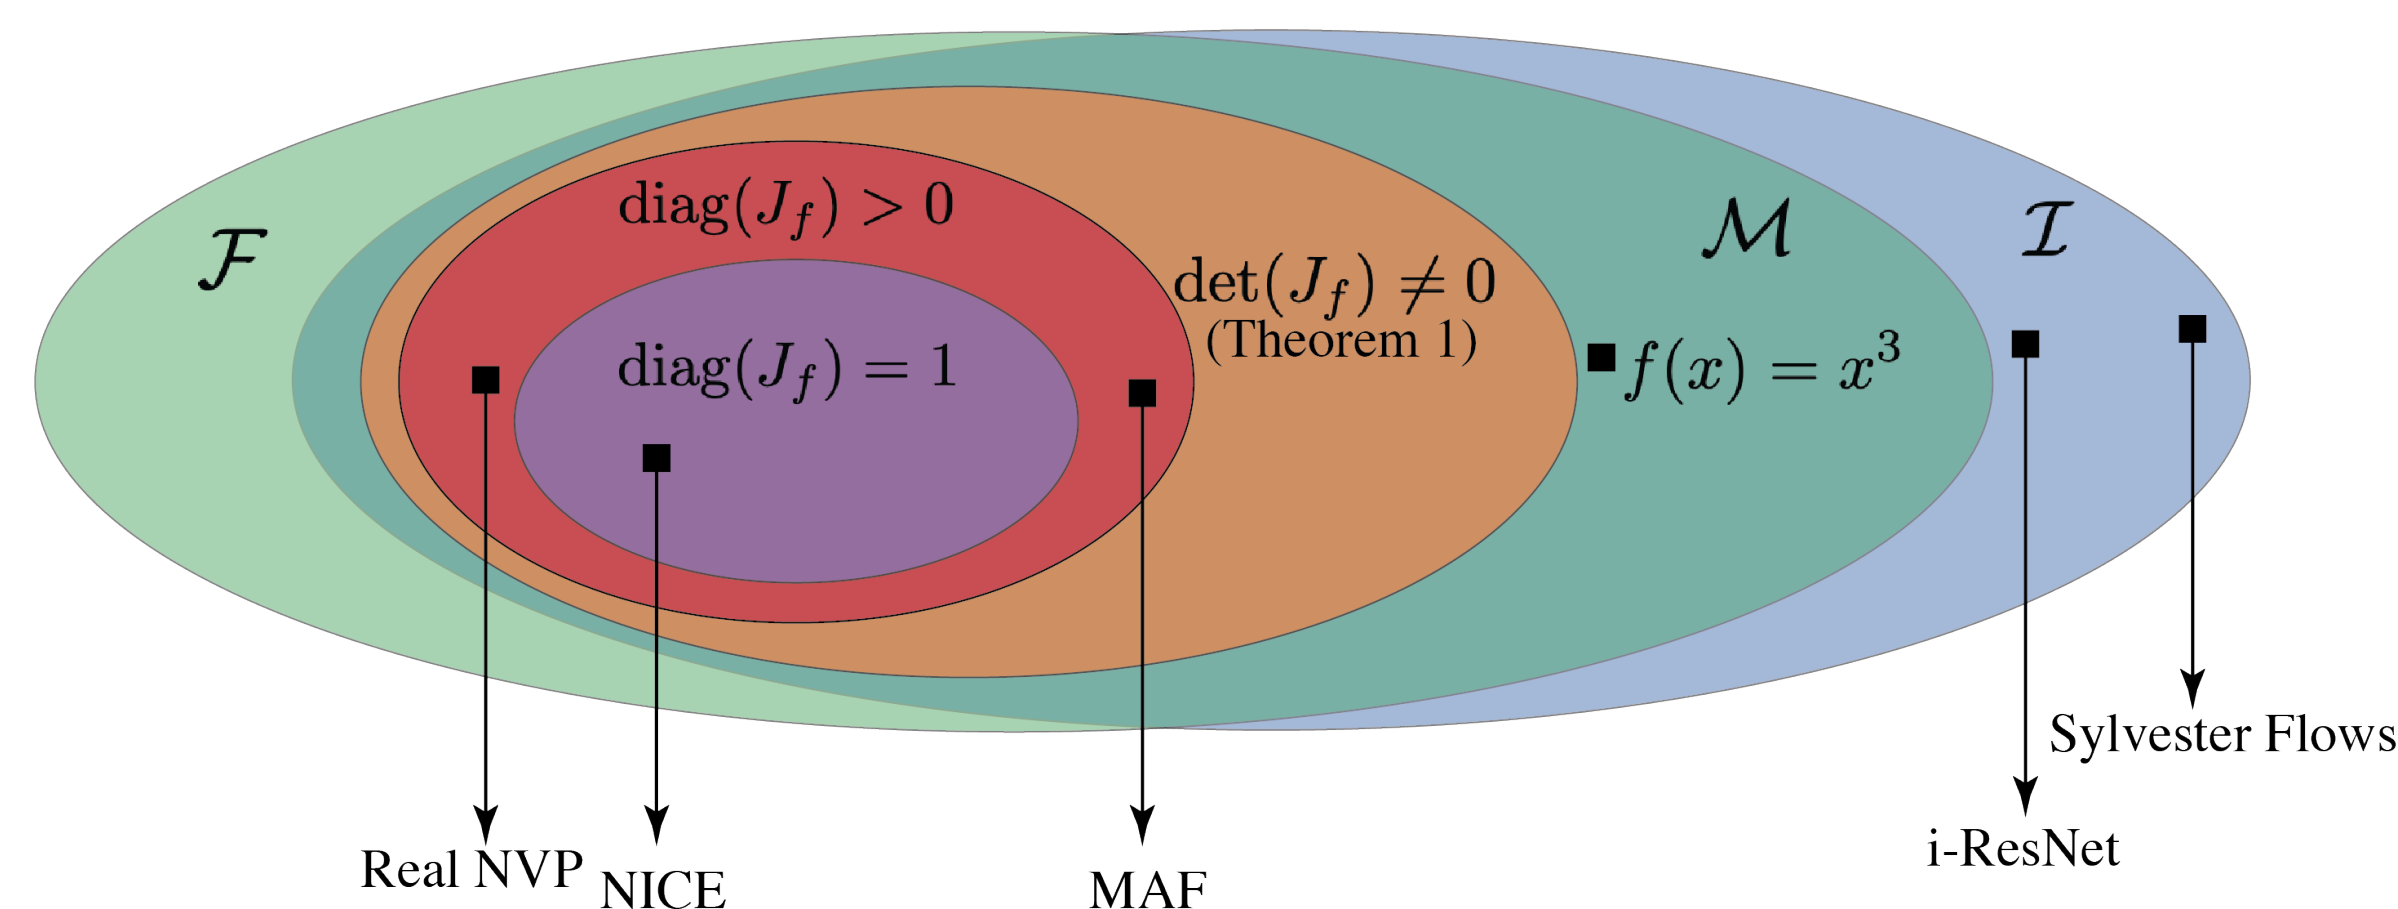 diag(J_f) > 0
ℱ
ℳ
ℐ
det(J_f) ≠ 0
(Theorem 1)
diag(J_f) = 1
f(x) = x³
Sylvester Flows
i-ResNet
Real NVP
NICE
MAF